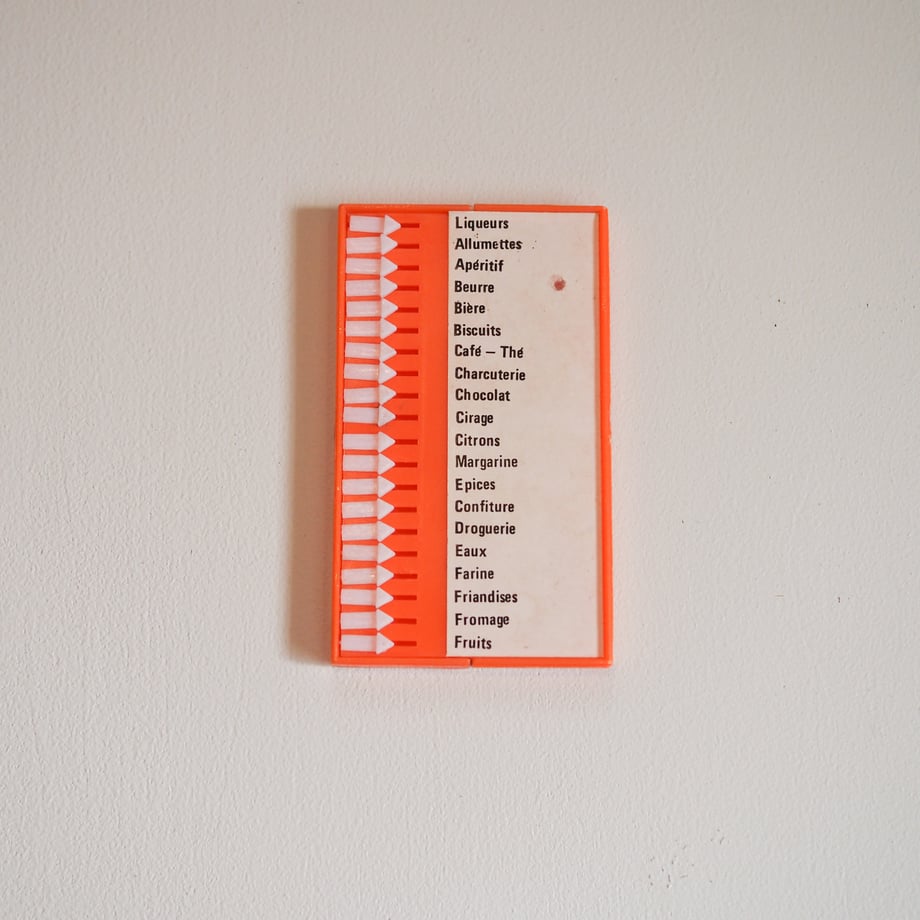 Liqueurs
Allumettes
Apéritif
Beurre
Bière
Biscuits
Café – Thé
Charcuterie
Chocolat
Cirage
Citrons
Margarine
Epices
Confiture
Droguerie
Eaux
Farine
Friandises
Fromage
Fruits